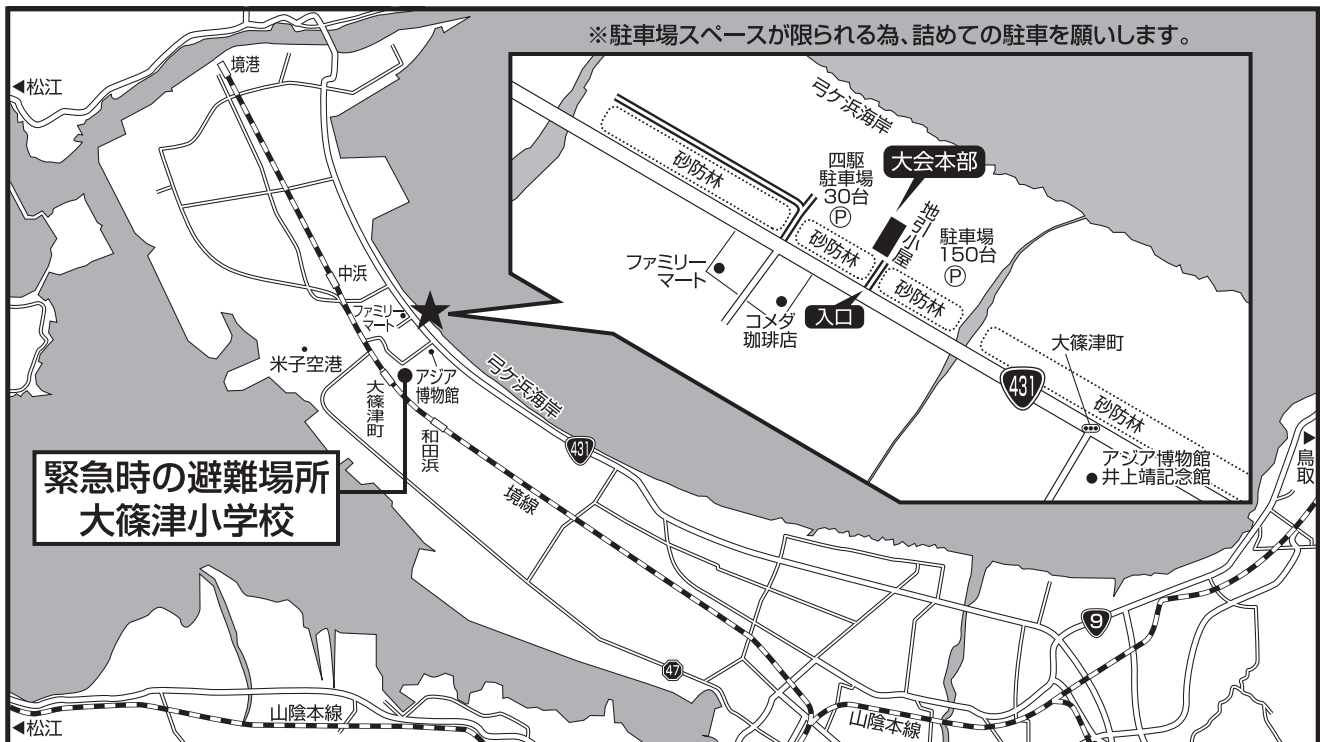 ※駐車場スペースが限られる為、詰めての駐車を願いします。
境港
◀松江
中浜
ファミリー
マート
米子空港
大篠津町
アジア
博物館
弓ケ浜海岸
和田浜
431
緊急時の避難場所
大篠津小学校
境線
47
9
山陰本線
山陰本線
◀松江
▶鳥取
弓ケ浜海岸
砂防林
四駆
駐車場
30台
P
大会本部
地引小屋
駐車場
150台
P
砂防林
砂防林
ファミリー
マート
コメダ
珈琲店
入口
大篠津町
431
砂防林
アジア博物館
井上靖記念館